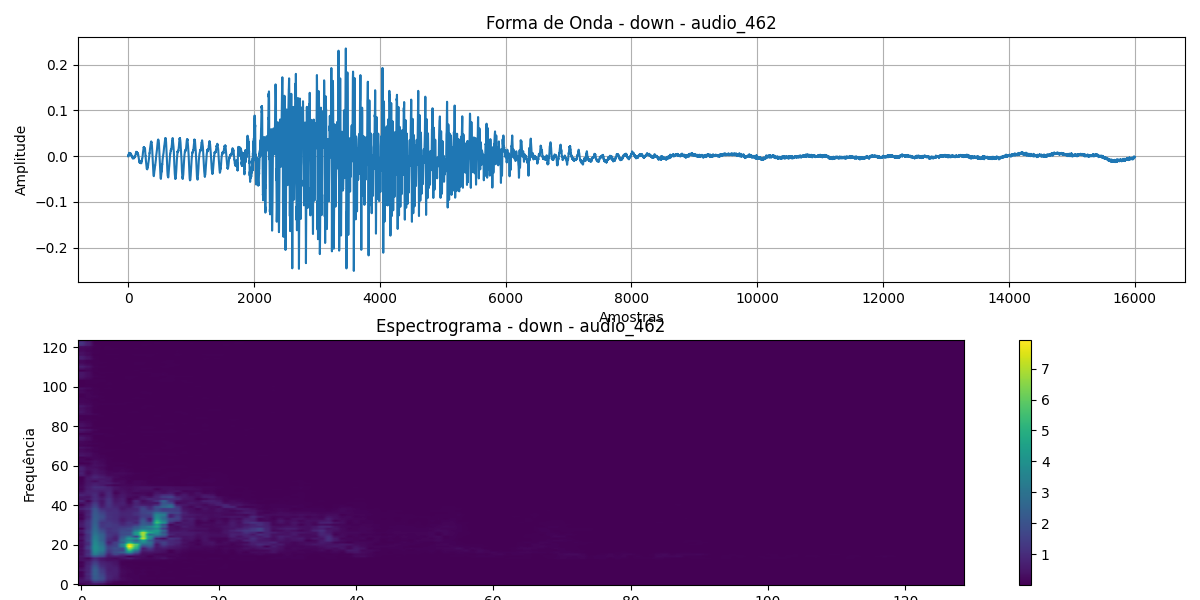 Forma de Onda - down - audio_462
Amplitude
0.2
0.1
0.0
−0.1
−0.2
0 2000 4000 6000 8000 10000 12000 14000 16000
Amostras
Espectrograma - down - audio_462
Frequência
120
100
80
60
40
20
0
0 20 40 60 80 100 120
7
6
5
4
3
2
1